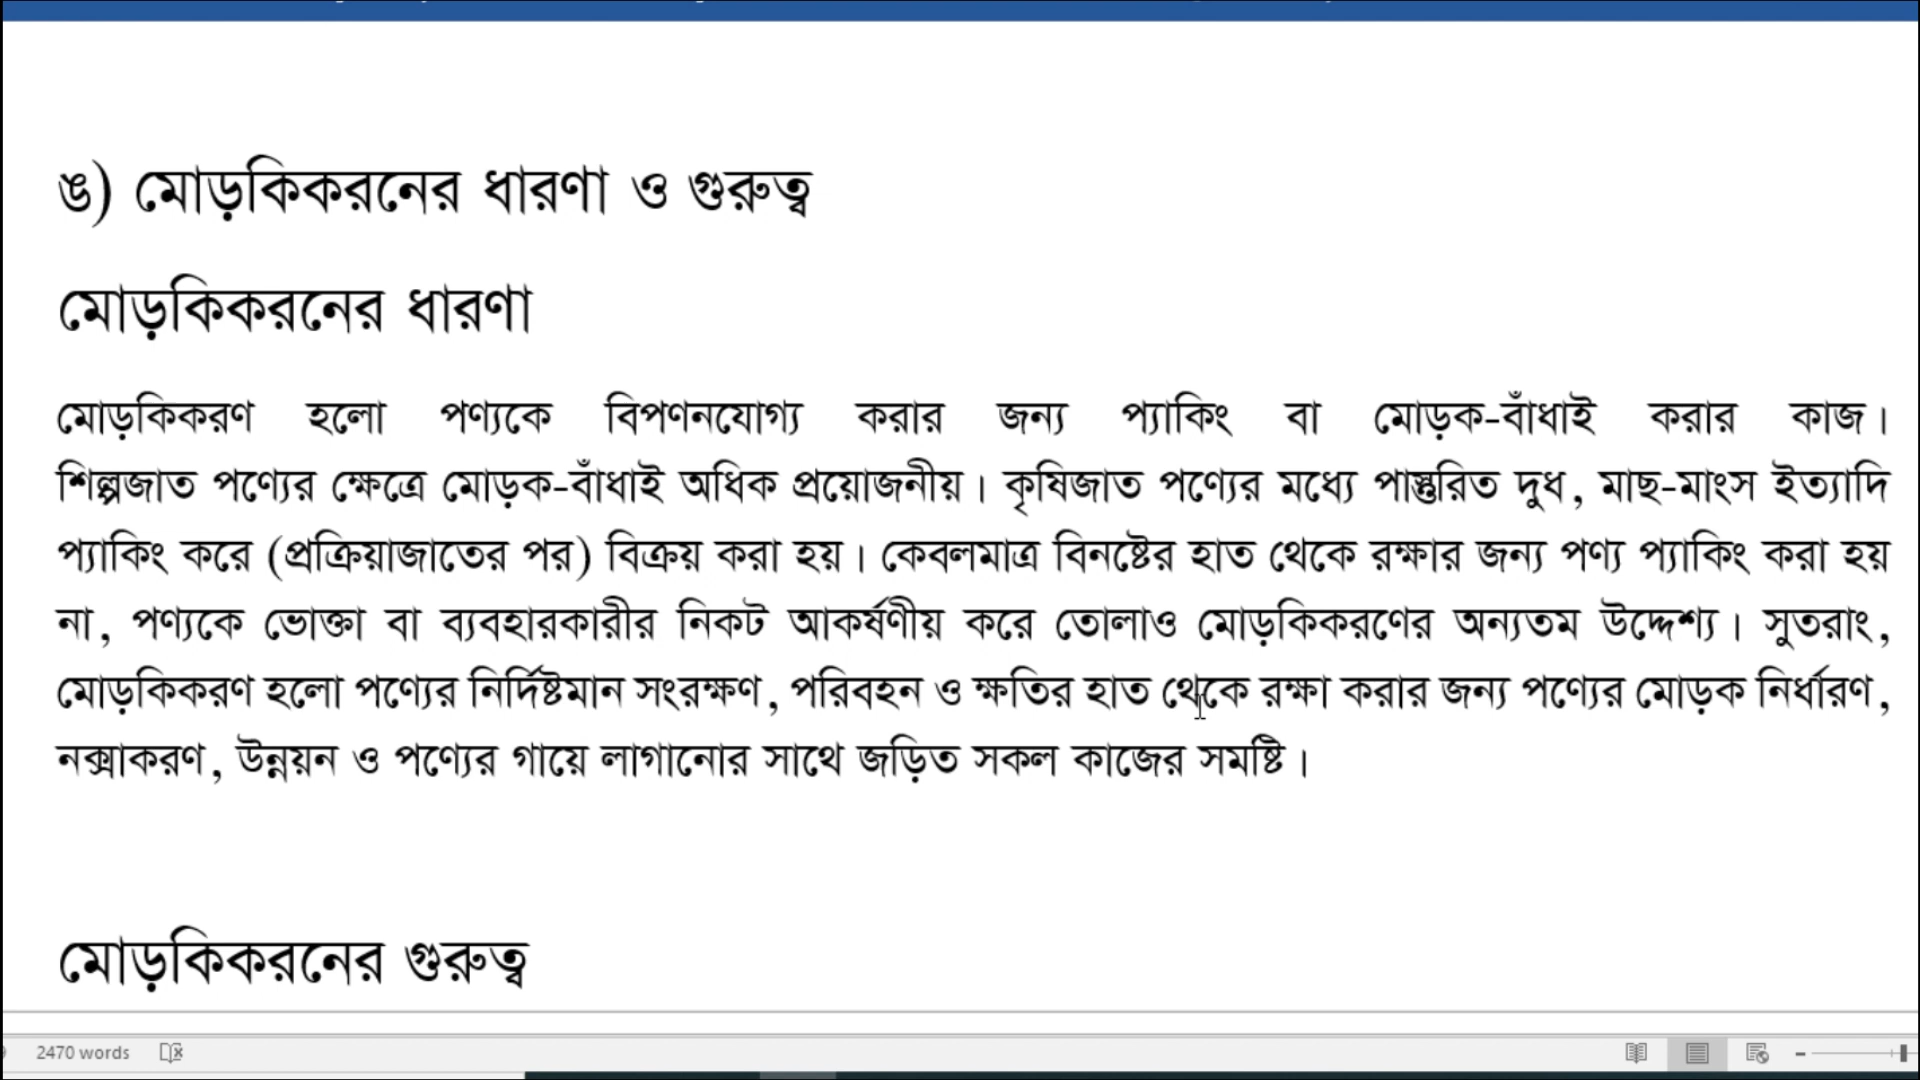 ঙ) মোড়কিকরনের ধারণা ও গুরুত্ব
মোড়কিকরনের ধারণা
মোড়কিকরণ হলো পণ্যকে বিপণনযোগ্য করার জন্য প্যাকিং বা মোড়ক-বাঁধাই করার কাজ।
শিল্পজাত পণ্যের ক্ষেত্রে মোড়ক-বাঁধাই অধিক প্রয়োজনীয়। কৃষিজাত পণ্যের মধ্যে পাস্তুরিত দুধ, মাছ-মাংস ইত্যাদি
প্যাকিং করে (প্রক্রিয়াজাতের পর) বিক্রয় করা হয়। কেবলমাত্র বিনষ্টের হাত থেকে রক্ষার জন্য পণ্য প্যাকিং করা হয়
না, পণ্যকে ভোক্তা বা ব্যবহারকারীর নিকট আকর্ষণীয় করে তোলাও মোড়কিকরণের অন্যতম উদ্দেশ্য। সুতরাং,
মোড়কিকরণ হলো পণ্যের নির্দিষ্টমান সংরক্ষণ, পরিবহন ও ক্ষতির হাত থেকে রক্ষা করার জন্য পণ্যের মোড়ক নির্ধারণ,
নক্সাকরণ, উন্নয়ন ও পণ্যের গায়ে লাগানোর সাথে জড়িত সকল কাজের সমষ্টি।
মোড়কিকরনের গুরুত্ব
2470 words